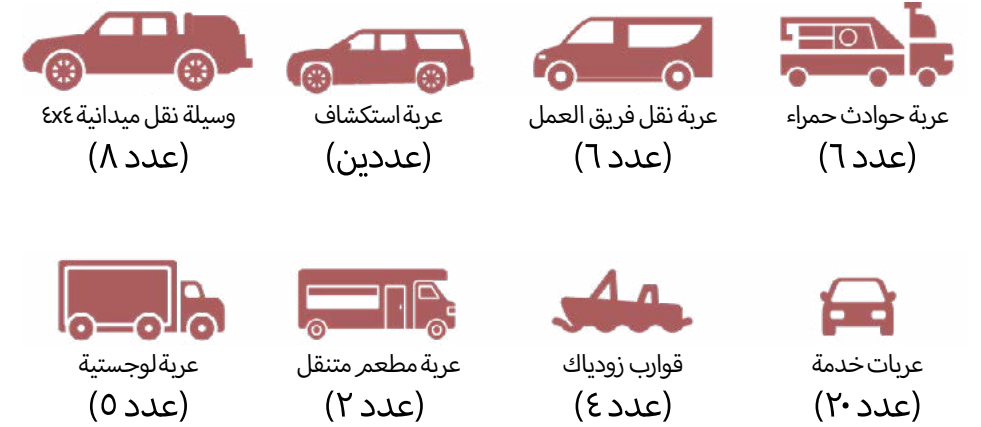 عربة حوادث حمراء
(عدد ٦)
عربة نقل فريق العمل
(عدد ٦)
عربة استكشاف
(عددين)
وسيلة نقل ميدانية ٤x٤
(عدد ٨)
عربات خدمة
(عدد ٢٠)
قوارب زودياك
(عدد ٤)
عربة مطعم متنقل
(عدد ٢)
عربة لوجستية
(عدد ٥)